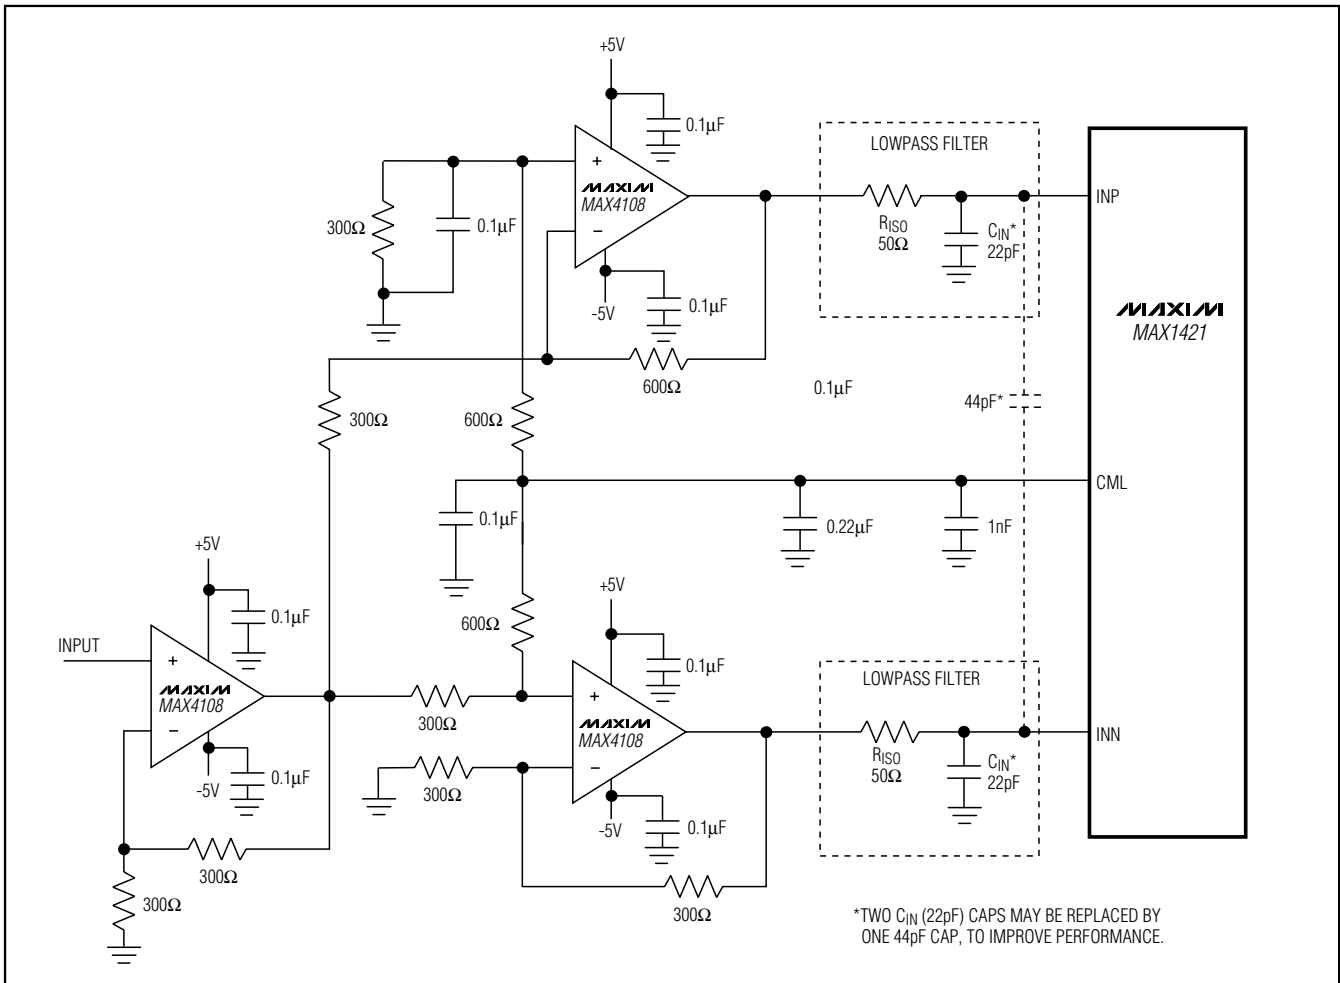 +5V
0.1µF
MAXIM
MAX4108
+
−
300Ω
0.1µF
-5V
0.1µF
600Ω
LOWPASS FILTER
RISO
50Ω
CIN*
22pF
INP
MAXIM
MAX1421
300Ω
600Ω
0.1µF
44pF*
CML
0.1µF
0.22µF
1nF
+5V
0.1µF
INPUT
+
−
MAXIM
MAX4108
-5V
0.1µF
300Ω
300Ω
600Ω
+5V
0.1µF
300Ω
+
−
MAXIM
MAX4108
300Ω
-5V
0.1µF
300Ω
LOWPASS FILTER
RISO
50Ω
CIN*
22pF
INN
*TWO CIN (22pF) CAPS MAY BE REPLACED BY
ONE 44pF CAP, TO IMPROVE PERFORMANCE.